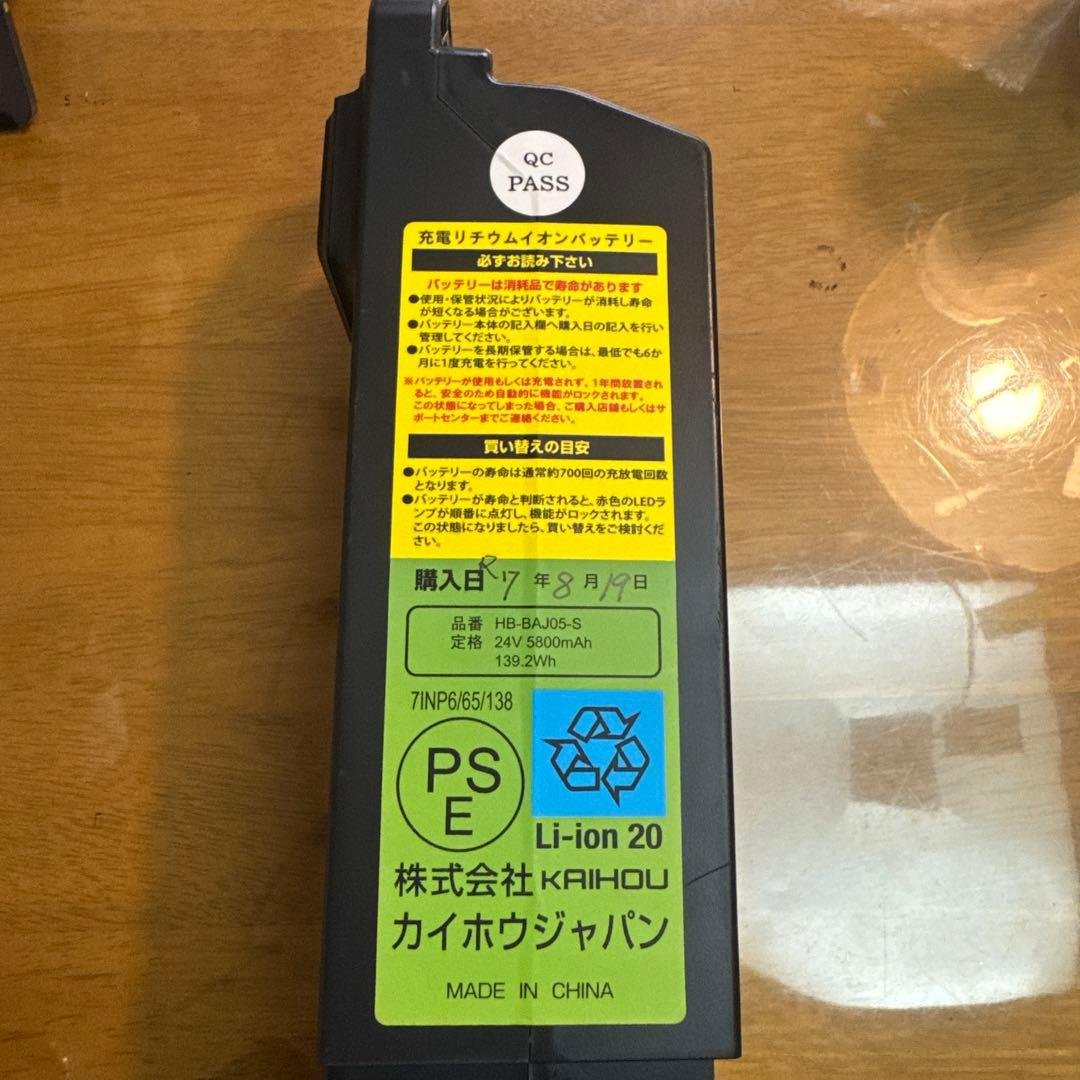 QC
PASS
充電リチウムイオンバッテリー
必ずお読み下さい
バッテリーは消耗品で寿命があります
●使用・保管状況によりバッテリーが消耗し寿命
が短くなる場合がございます。
●バッテリー本体の記入欄へ購入日の記入を行い
管理してください。
●バッテリーを長期保管する場合は、最低でも6か
月に1度充電を行ってください。
※バッテリーが使用もしくは充電されず、1年間放置され
ると、安全のため自動的に機能がロックされます。
この状態になってしまった場合、ご購入店舗もしくはサ
ポートセンターまでご連絡ください。
買い替えの目安
●バッテリーの寿命は通常約700回の充放電回数
となります。
●バッテリーが寿命と判断されると、赤色のLEDラ
ンプが順番に点灯し、機能がロックされます。
この状態になりましたら、買い替えをご検討くだ
さい。
購入日 R7年8月19日
品番 HB-BAJ05-S
定格 24V 5800mAh
139.2Wh
7INP6/65/138
PS
E
Li-ion 20
株式会社 KAIHOU
カイホウジャパン
MADE IN CHINA